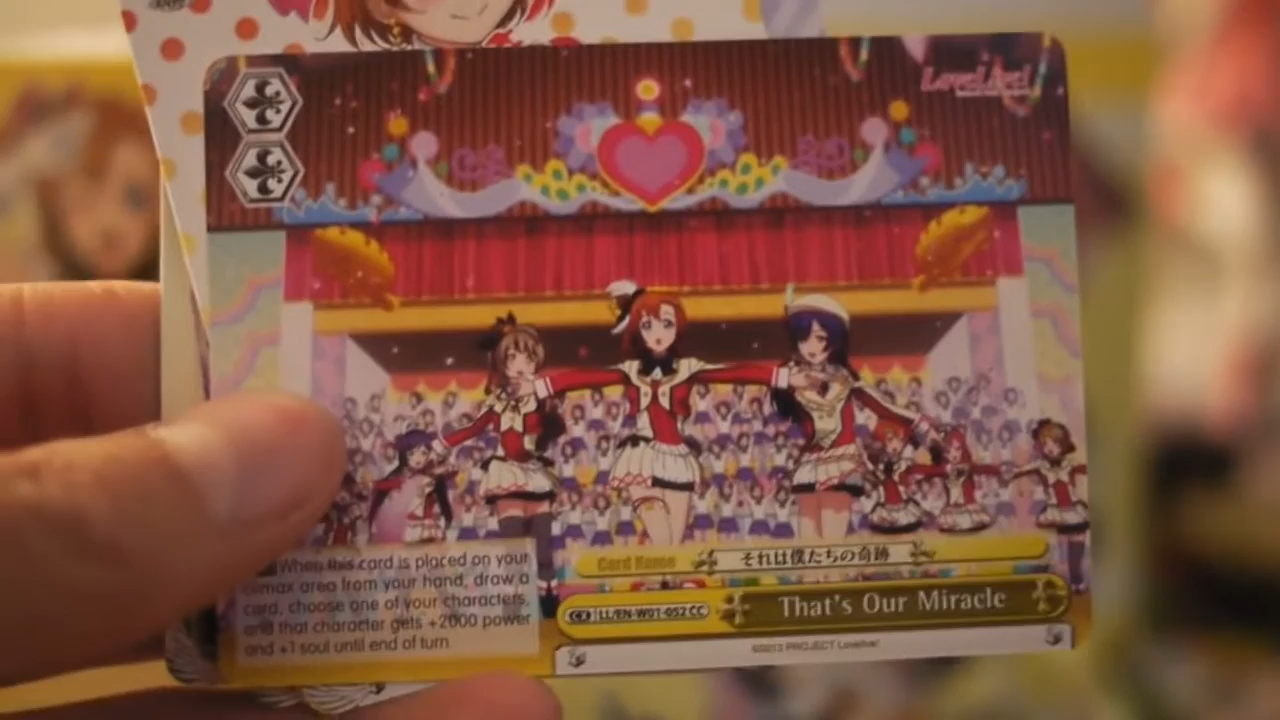 LoveLive!
When this card is placed on your
climax area from your hand, draw a
card, choose one of your characters,
and that character gets +2000 power
and +1 soul until end of turn
Card Name それは僕たちの奇跡
CX LL/EN-W01-052 CC That's Our Miracle
©2013 PROJECT Lovelive!